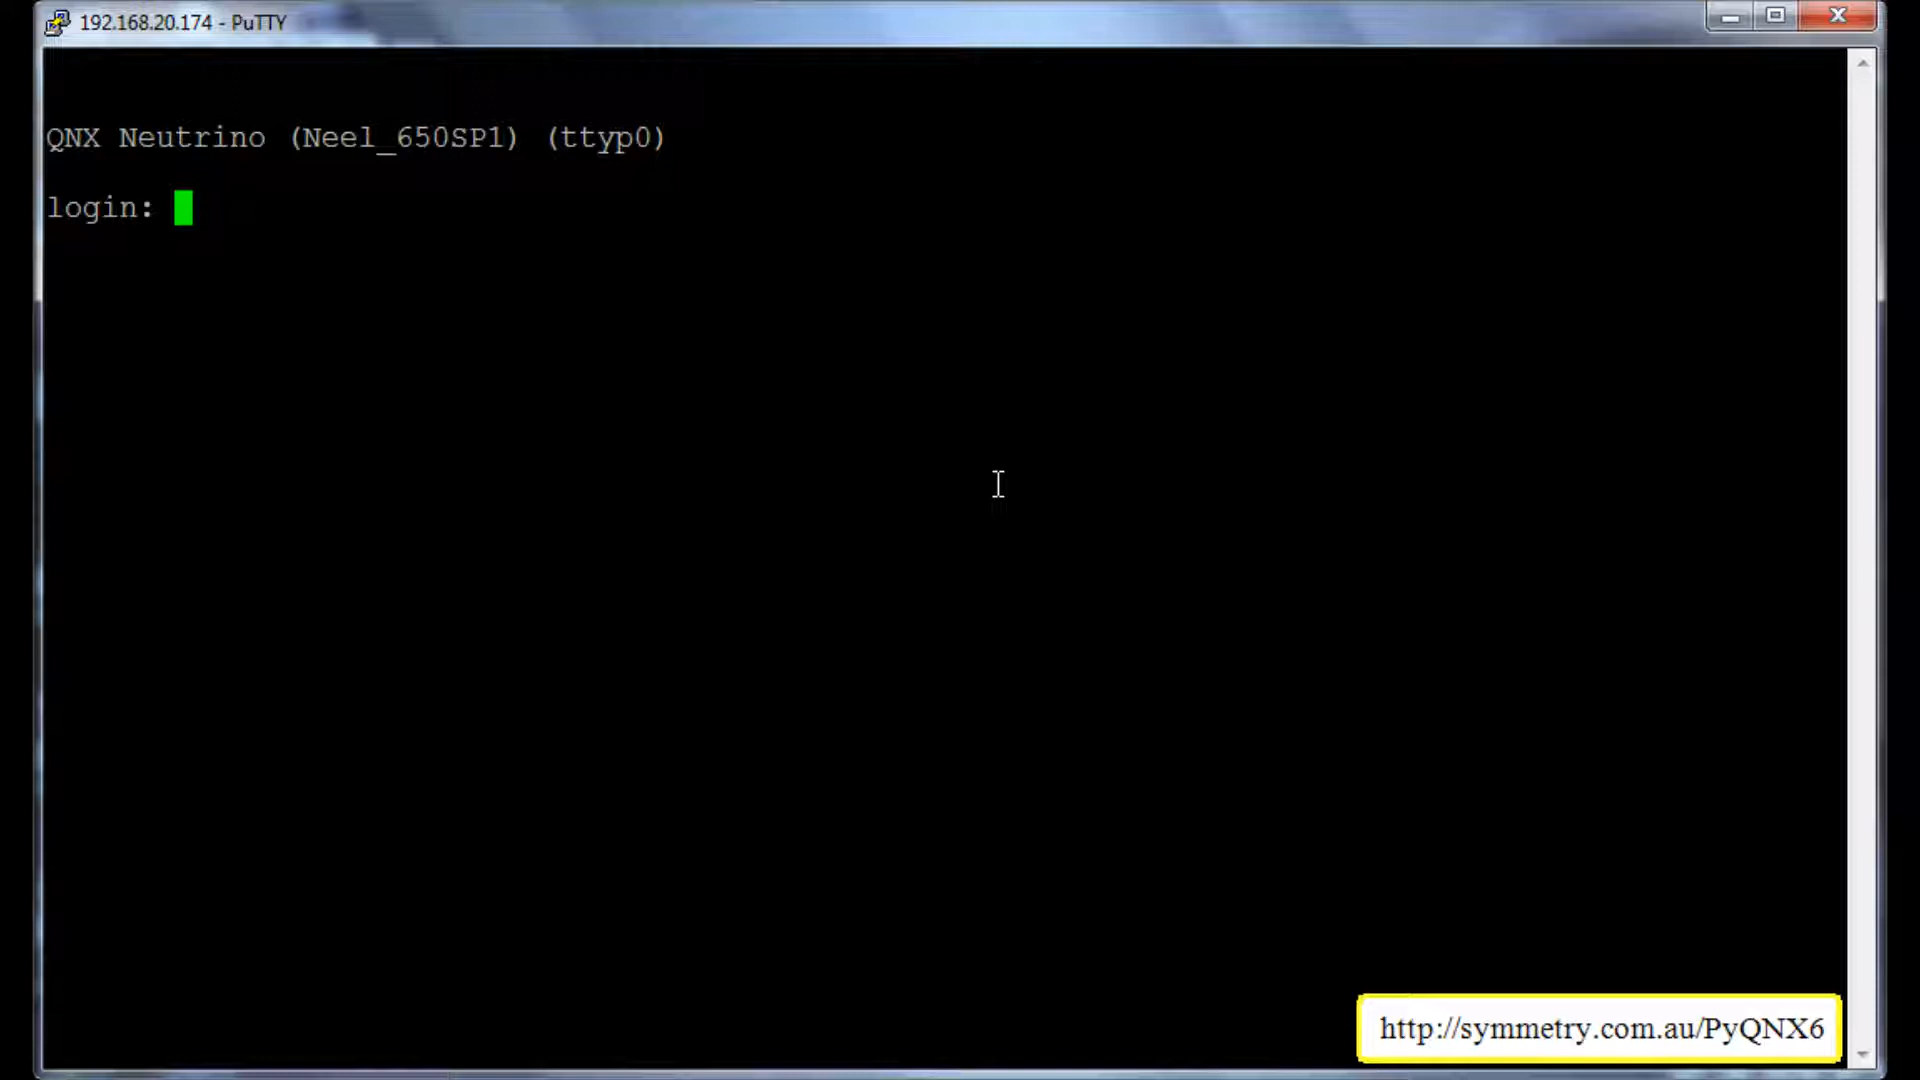 192.168.20.174 - PuTTY
QNX Neutrino (Neel_650SP1) (ttyp0)
login:
http://symmetry.com.au/PyQNX6